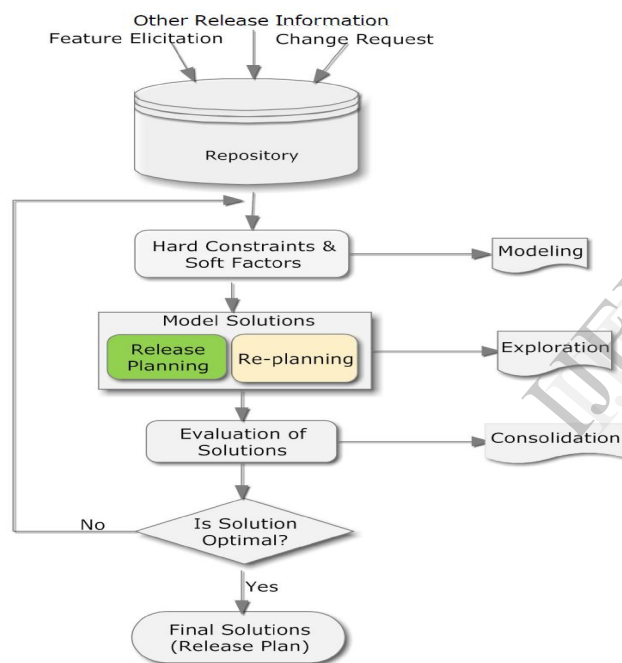 Other Release Information
Feature Elicitation
Change Request
Repository
Hard Constraints &
Soft Factors
Modeling
Model Solutions
Release
Planning
Re-planning
Exploration
Evaluation of
Solutions
Consolidation
No
Is Solution
Optimal?
Yes
Final Solutions
(Release Plan)